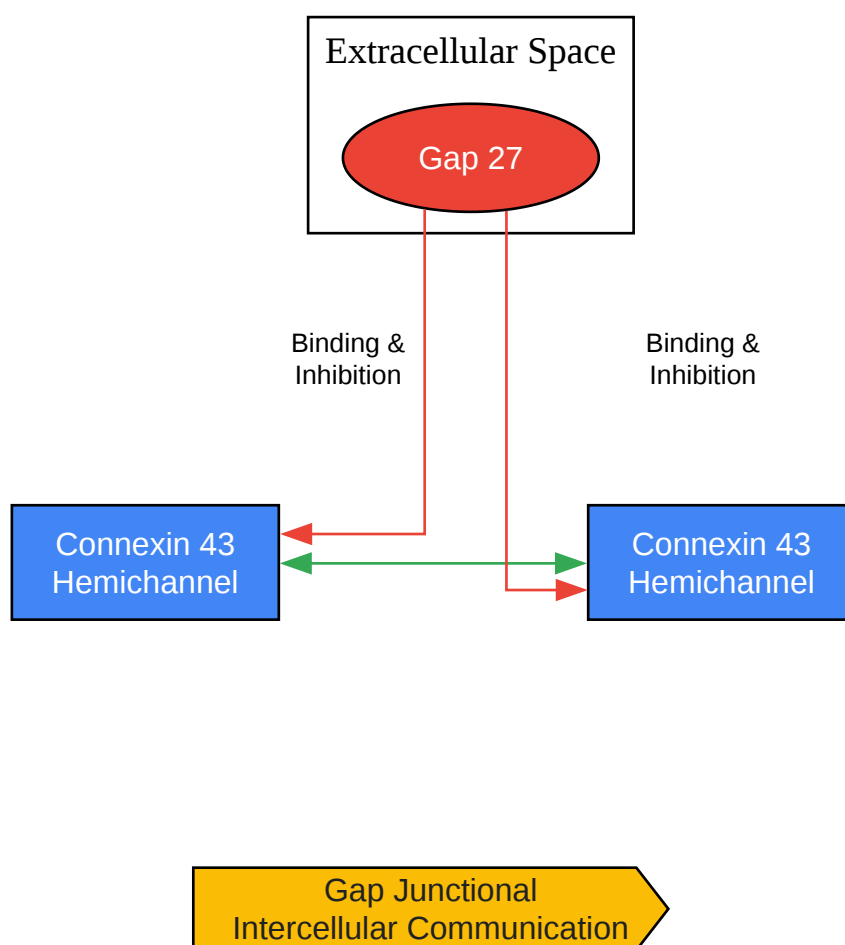 Extracellular Space
Gap 27
Binding &
Inhibition
Binding &
Inhibition
Connexin 43
Hemichannel
Connexin 43
Hemichannel
Gap Junctional
Intercellular Communication